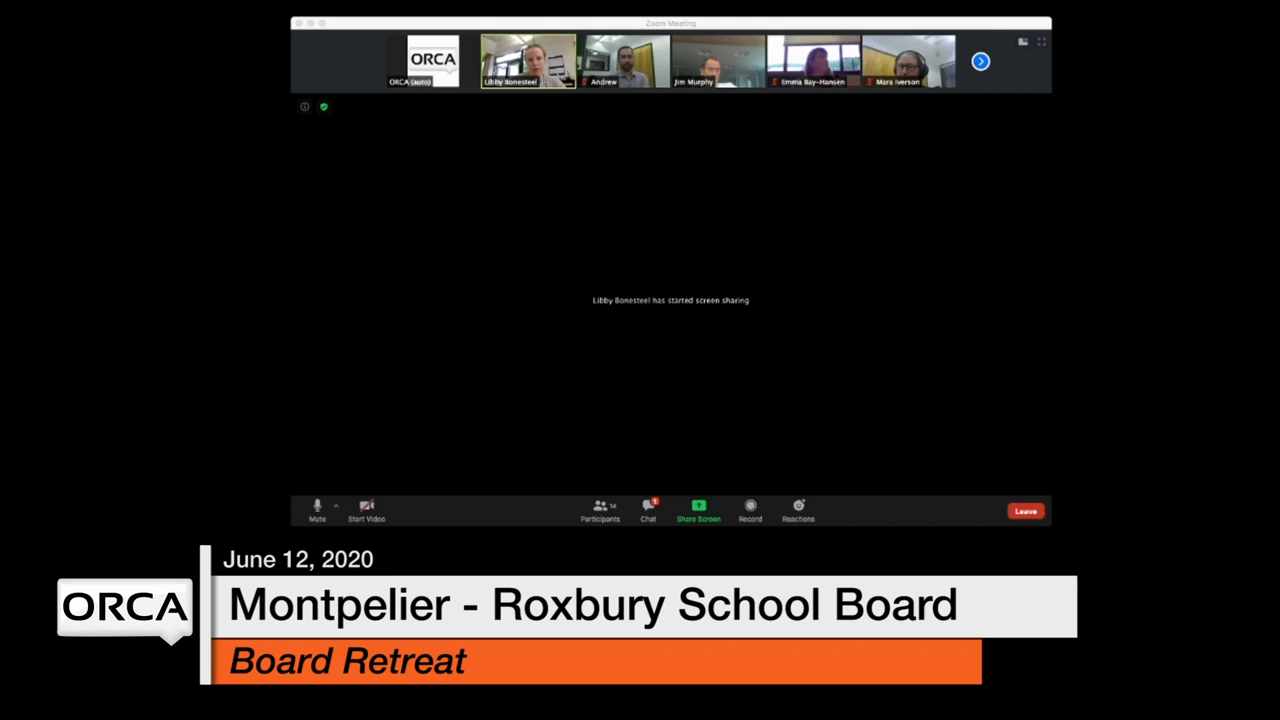 Zoom Meeting
ORCA
ORCA (auto)
Libby Bonesteel
Andrew
Jim Murphy
Emma Bay-Hansen
Mara Iverson
Libby Bonesteel has started screen sharing
Mute
Start Video
Participants
14
Chat
1
Share Screen
Record
Reactions
Leave
June 12, 2020
ORCA
Montpelier - Roxbury School Board
Board Retreat